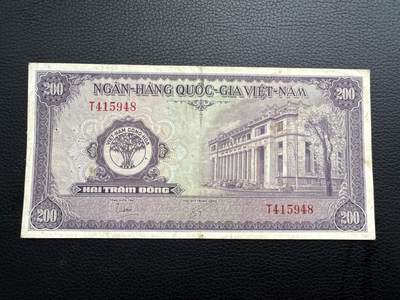 NGÂN-HÀNG QUỐC-GIA VIỆT-NAM
200
200
T415948
VIỆT-NAM CỘNG-HÒA
HAI TRĂM ĐỒNG
T415948
200
200